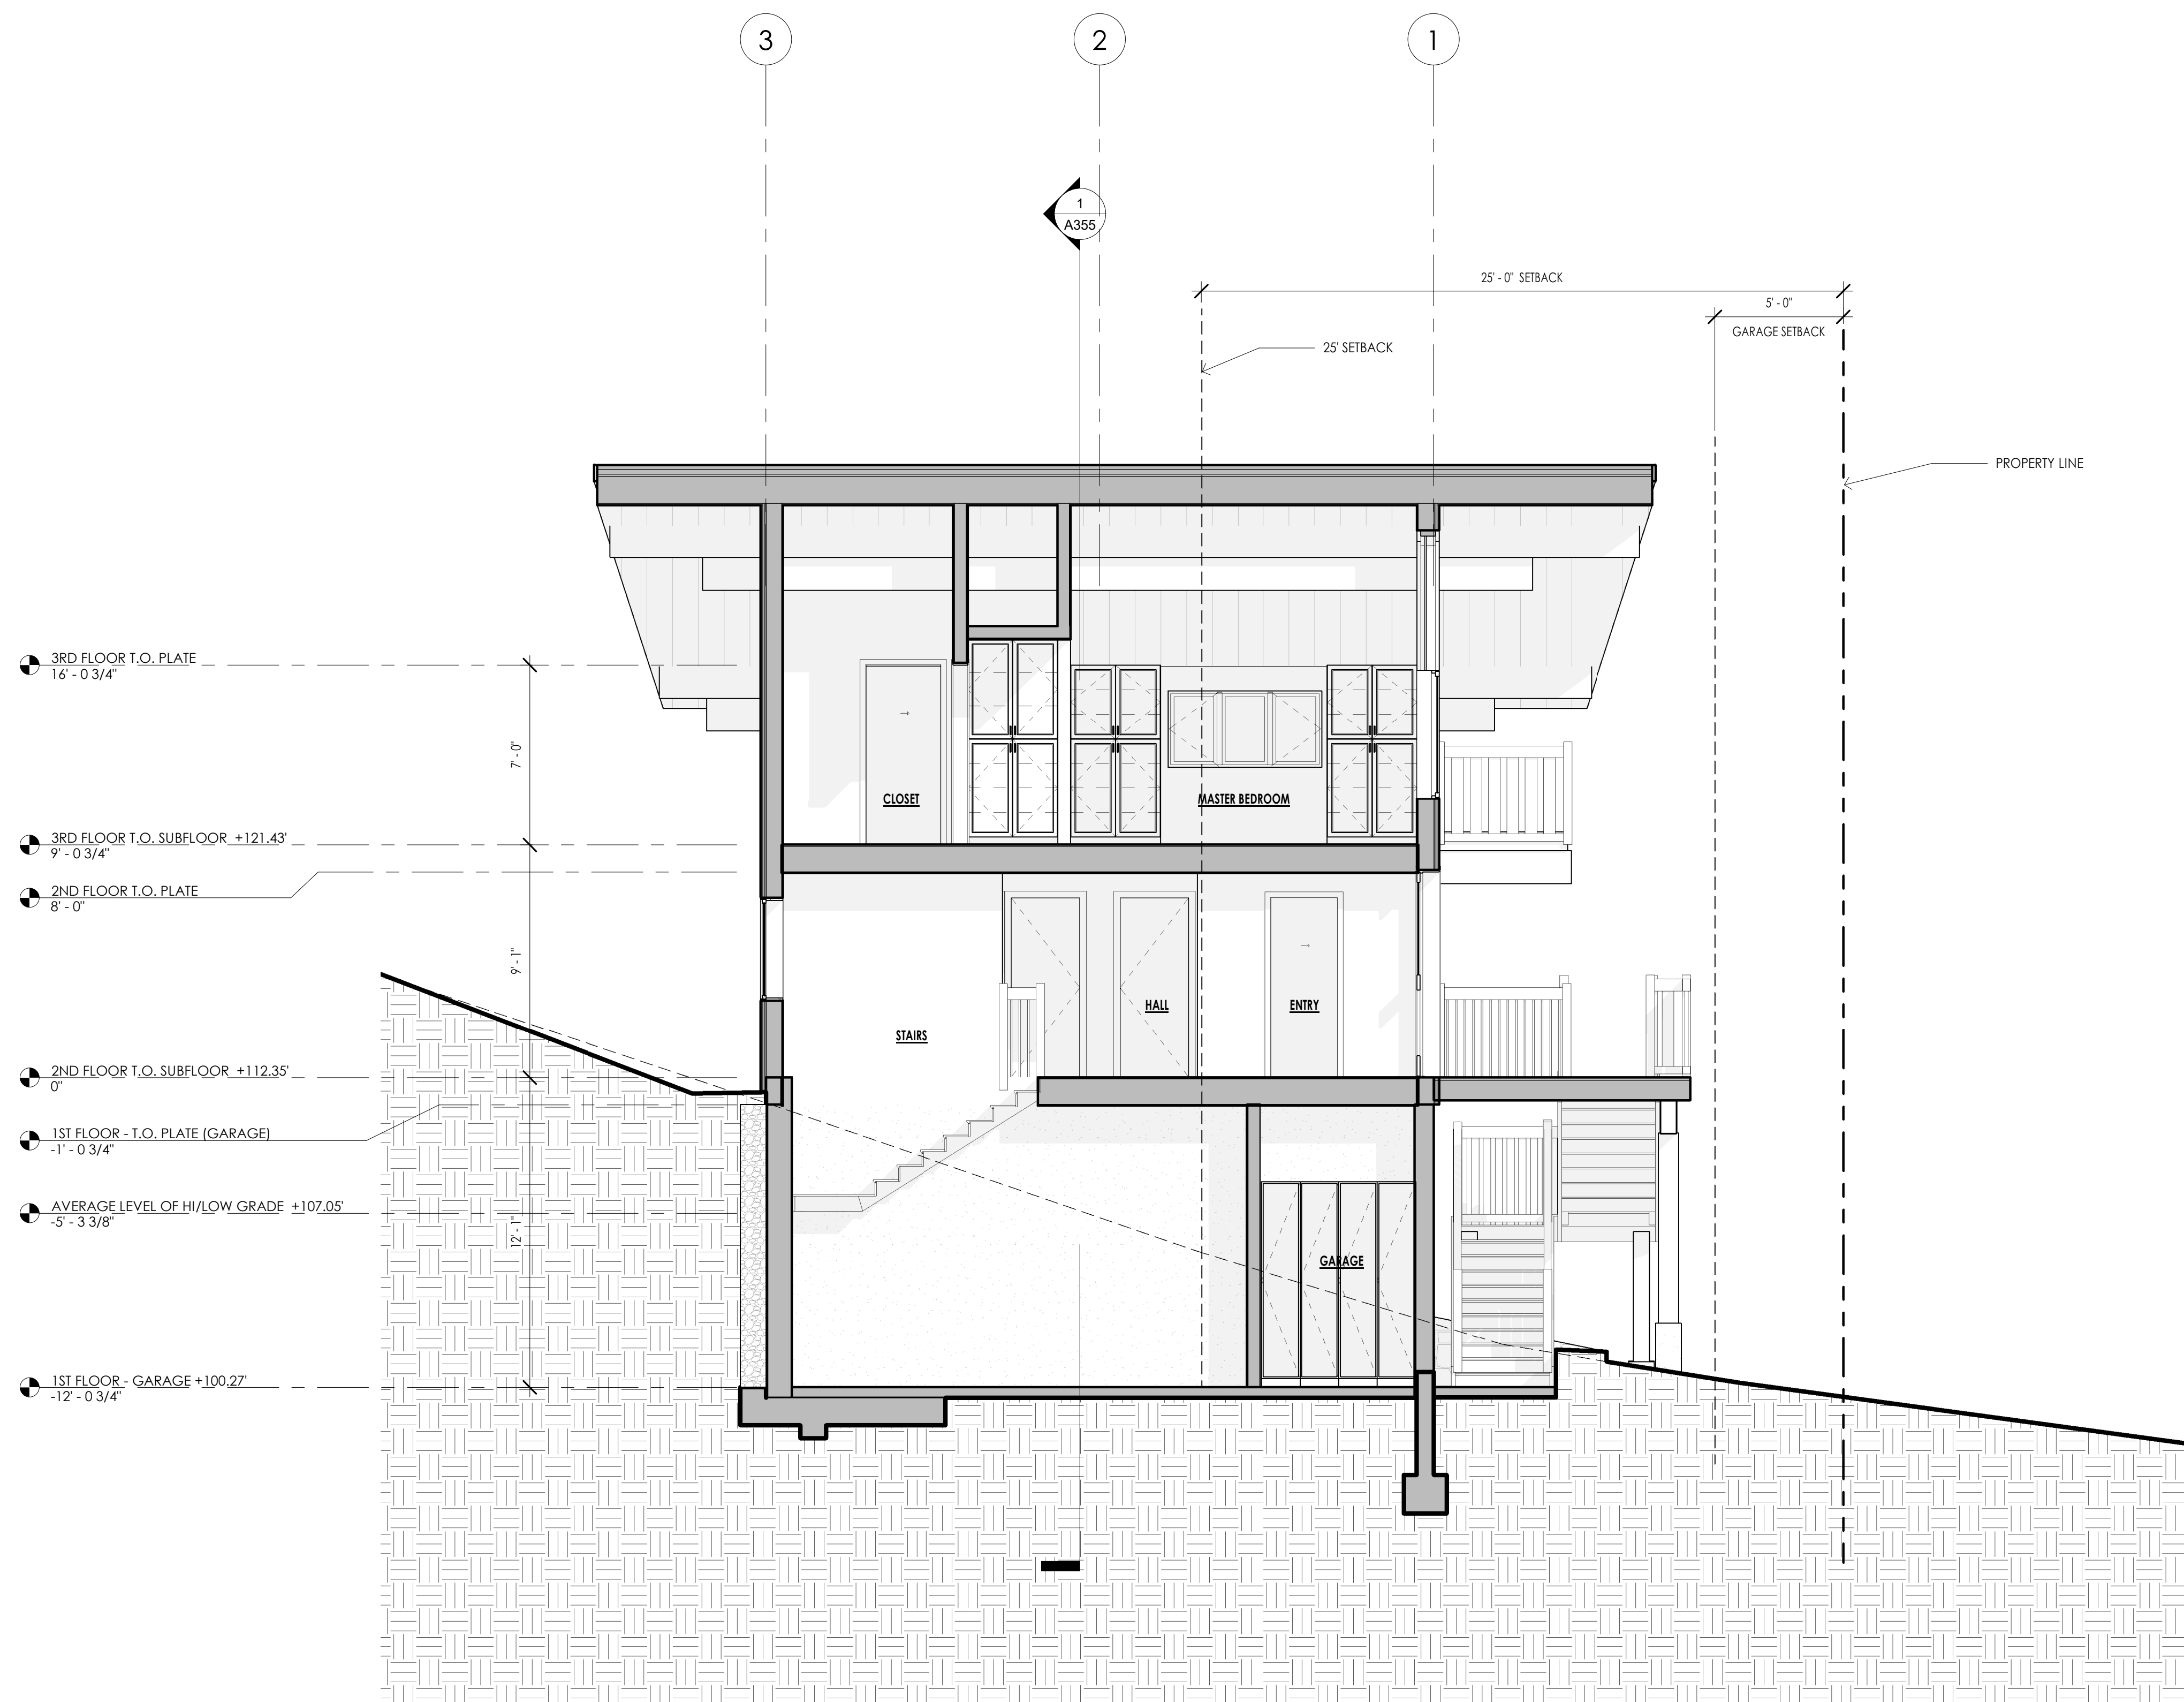 3
2
1
1
A355
25' - 0" SETBACK
5' - 0"
GARAGE SETBACK
25' SETBACK
PROPERTY LINE
3RD FLOOR T.O. PLATE
16' - 0 3/4"
7' - 0"
CLOSET
MASTER BEDROOM
3RD FLOOR T.O. SUBFLOOR +121.43'
9' - 0 3/4"
2ND FLOOR T.O. PLATE
8' - 0"
9' - 1"
HALL
ENTRY
STAIRS
2ND FLOOR T.O. SUBFLOOR +112.35'
0"
1ST FLOOR - T.O. PLATE (GARAGE)
-1' - 0 3/4"
AVERAGE LEVEL OF HI/LOW GRADE +107.05'
-5' - 3 3/8"
12' - 1"
GARAGE
1ST FLOOR - GARAGE +100.27'
-12' - 0 3/4"